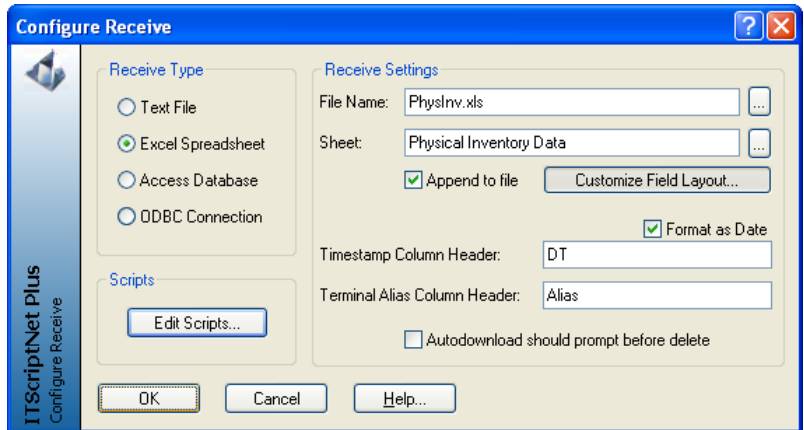 Configure Receive
Receive Type
Text File
Excel Spreadsheet
Access Database
ODBC Connection
Scripts
Edit Scripts...
Receive Settings
File Name: PhysInv.xls ...
Sheet: Physical Inventory Data ...
Append to file Customize Field Layout...
Format as Date
Timestamp Column Header: DT
Terminal Alias Column Header: Alias
Autodownload should prompt before delete
OK Cancel Help...
ITScriptNet Plus
Configure Receive